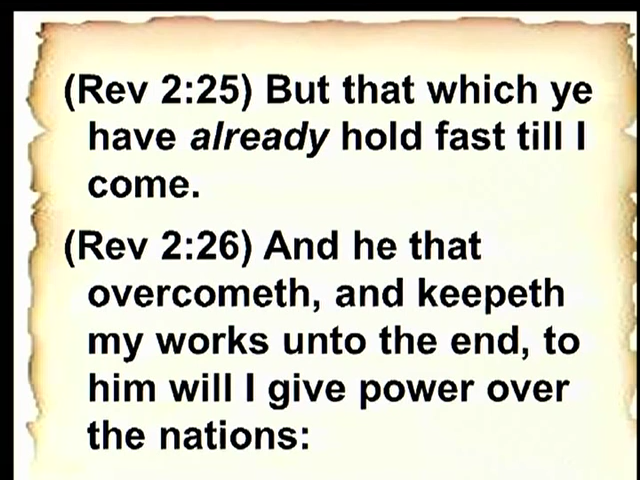 (Rev 2:25) But that which ye
have already hold fast till I
come.
(Rev 2:26) And he that
overcometh, and keepeth
my works unto the end, to
him will I give power over
the nations: